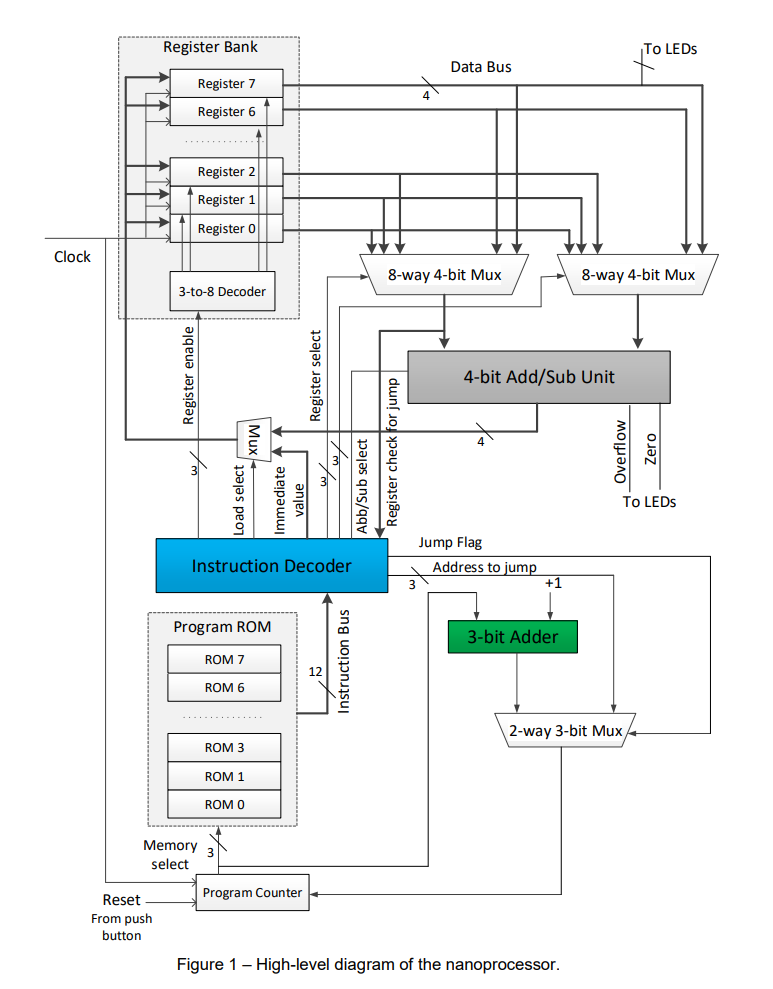 Register Bank
To LEDs
Data Bus
Register 7
4
Register 6
Register 2
Register 1
Register 0
Clock
8-way 4-bit Mux
8-way 4-bit Mux
3-to-8 Decoder
Register enable
Register select
4-bit Add/Sub Unit
Mux
4
3
3
3
Load select
Immediate
value
Abb/Sub select
Register check for jump
Overflow
Zero
To LEDs
Instruction Decoder
Jump Flag
Address to jump
3
+1
Program ROM
Instruction Bus
3-bit Adder
ROM 7
12
ROM 6
2-way 3-bit Mux
ROM 3
ROM 1
ROM 0
Memory
select
3
Program Counter
Reset
From push
button
Figure 1 – High-level diagram of the nanoprocessor.